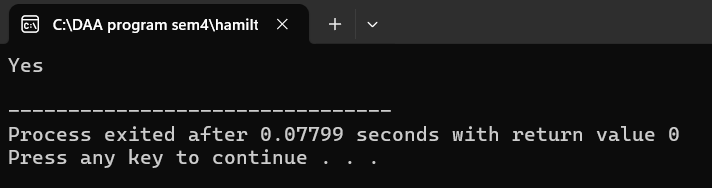 C:\DAA program sem4\hamilt
Yes
--------------------------------
Process exited after 0.07799 seconds with return value 0
Press any key to continue . . .